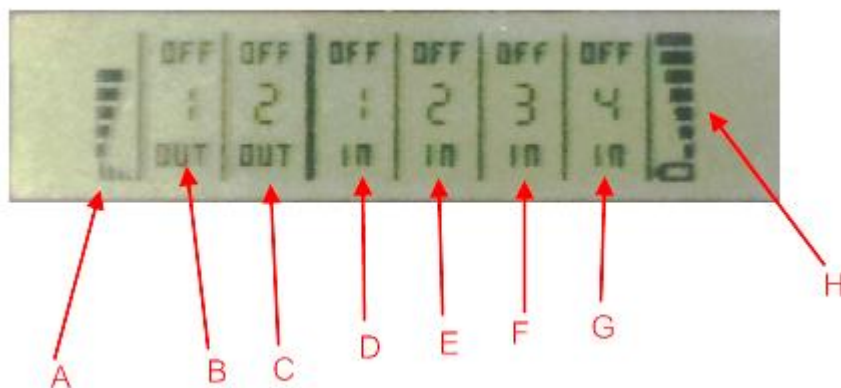 OFF OFF OFF OFF OFF OFF
1 2 1 2 3 4
OUT OUT IN IN IN IN
A B C D E F G H